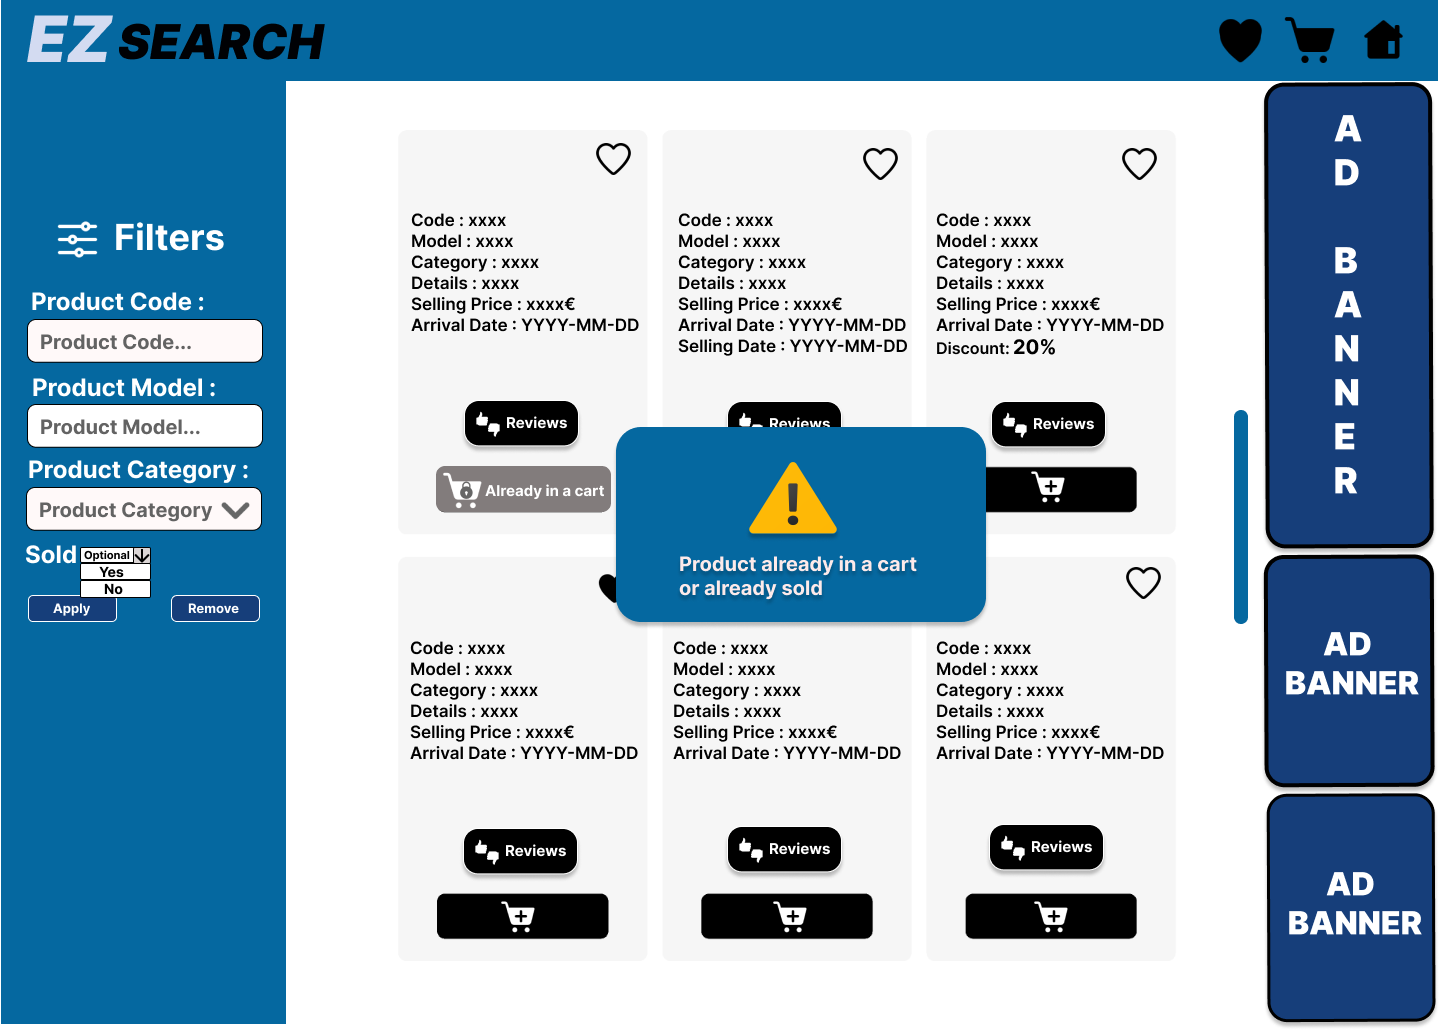 EZ SEARCH
Filters
Product Code :
Product Code...
Product Model :
Product Model...
Product Category :
Product Category
Sold
Optional
Yes
No
Apply
Remove
Code : xxxx
Model : xxxx
Category : xxxx
Details : xxxx
Selling Price : xxxx€
Arrival Date : YYYY-MM-DD
Reviews
Already in a cart
Code : xxxx
Model : xxxx
Category : xxxx
Details : xxxx
Selling Price : xxxx€
Arrival Date : YYYY-MM-DD
Selling Date : YYYY-MM-DD
Reviews
Code : xxxx
Model : xxxx
Category : xxxx
Details : xxxx
Selling Price : xxxx€
Arrival Date : YYYY-MM-DD
Discount: 20%
Reviews
Product already in a cart
or already sold
Code : xxxx
Model : xxxx
Category : xxxx
Details : xxxx
Selling Price : xxxx€
Arrival Date : YYYY-MM-DD
Reviews
Code : xxxx
Model : xxxx
Category : xxxx
Details : xxxx
Selling Price : xxxx€
Arrival Date : YYYY-MM-DD
Reviews
Code : xxxx
Model : xxxx
Category : xxxx
Details : xxxx
Selling Price : xxxx€
Arrival Date : YYYY-MM-DD
Reviews
AD BANNER
AD
BANNER
AD
BANNER